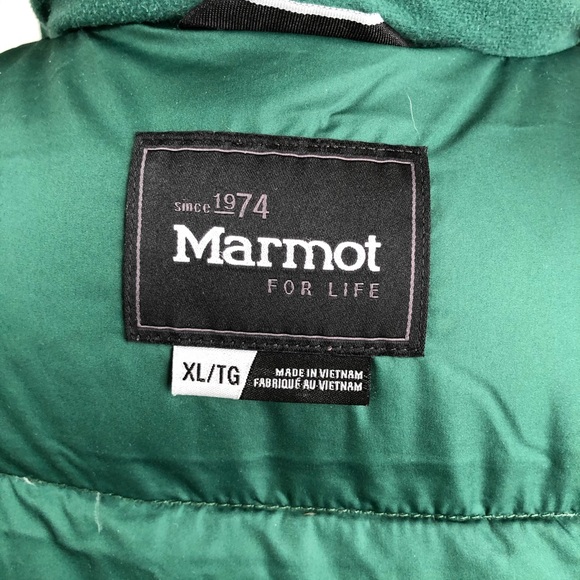 since 1974
Marmot
FOR LIFE
XL/TG
MADE IN VIETNAM
FABRIQUÉ AU VIETNAM